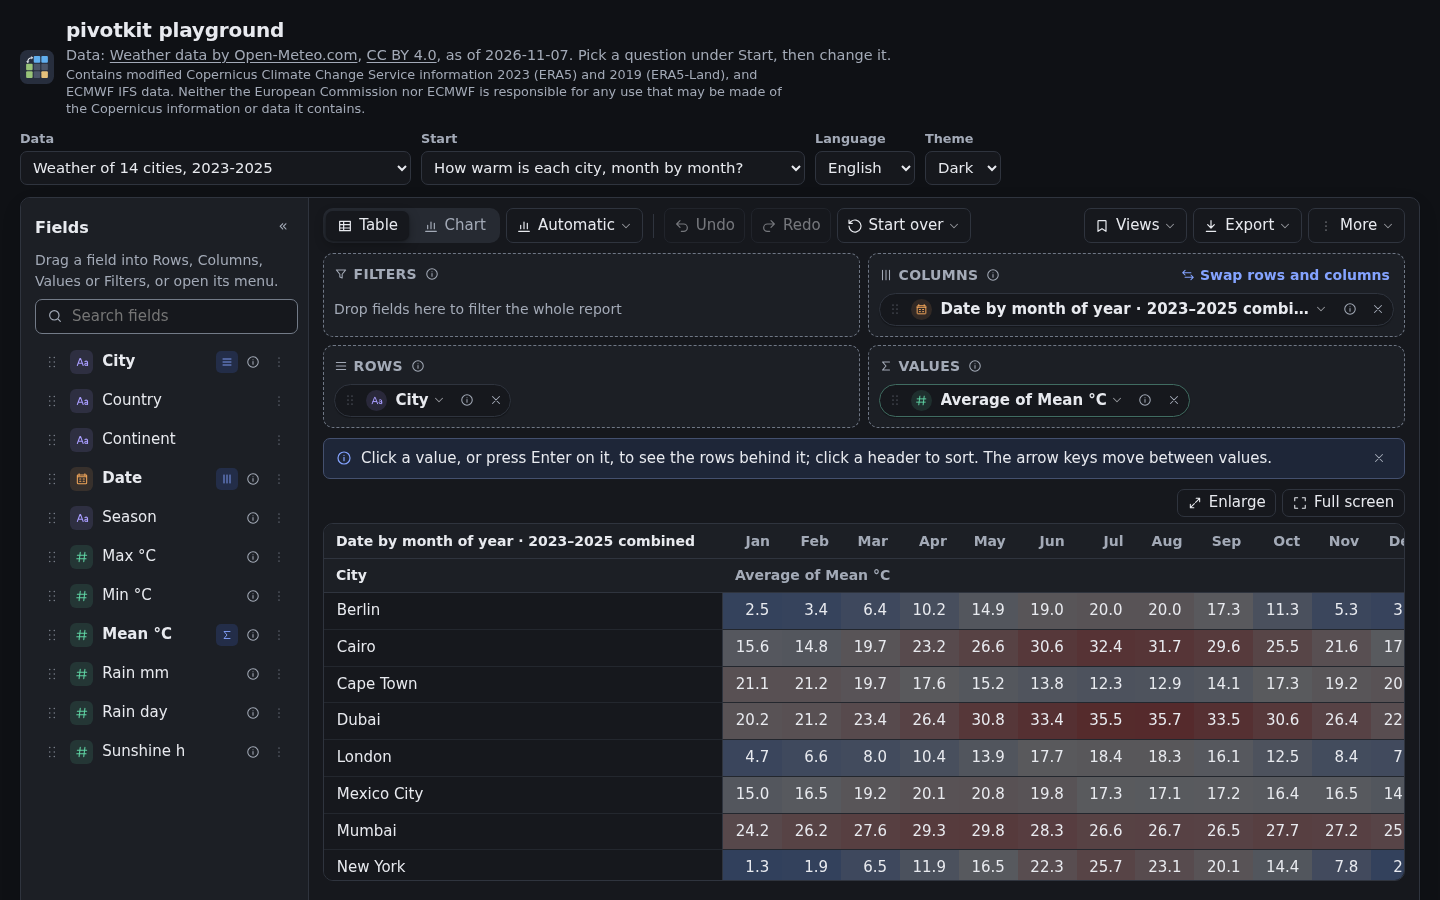 pivotkit playground
Data: Weather data by Open-Meteo.com, CC BY 4.0, as of 2026-11-07. Pick a question under Start, then change it.
Contains modified Copernicus Climate Change Service information 2023 (ERA5) and 2019 (ERA5-Land), and
ECMWF IFS data. Neither the European Commission nor ECMWF is responsible for any use that may be made of
the Copernicus information or data it contains.
Data Start Language Theme
Weather of 14 cities, 2023-2025 How warm is each city, month by month? English Dark
Fields «
Drag a field into Rows, Columns,
Values or Filters, or open its menu.
Search fields
Aa City
Aa Country
Aa Continent
Date
Aa Season
Max °C
Min °C
Mean °C Σ
Rain mm
Rain day
Sunshine h
Table Chart Automatic Undo Redo Start over Views Export More
FILTERS
Drop fields here to filter the whole report
COLUMNS Swap rows and columns
Date by month of year · 2023–2025 combi…
ROWS
Aa City
Σ VALUES
Average of Mean °C
Click a value, or press Enter on it, to see the rows behind it; click a header to sort. The arrow keys move between values.
Enlarge Full screen
Date by month of year · 2023–2025 combined Jan Feb Mar Apr May Jun Jul Aug Sep Oct Nov
City Average of Mean °C
Berlin 2.5 3.4 6.4 10.2 14.9 19.0 20.0 20.0 17.3 11.3 5.3 3
Cairo 15.6 14.8 19.7 23.2 26.6 30.6 32.4 31.7 29.6 25.5 21.6 17
Cape Town 21.1 21.2 19.7 17.6 15.2 13.8 12.3 12.9 14.1 17.3 19.2 20
Dubai 20.2 21.2 23.4 26.4 30.8 33.4 35.5 35.7 33.5 30.6 26.4 22
London 4.7 6.6 8.0 10.4 13.9 17.7 18.4 18.3 16.1 12.5 8.4 7
Mexico City 15.0 16.5 19.2 20.1 20.8 19.8 17.3 17.1 17.2 16.4 16.5 14
Mumbai 24.2 26.2 27.6 29.3 29.8 28.3 26.6 26.7 26.5 27.7 27.2 25
New York 1.3 1.9 6.5 11.9 16.5 22.3 25.7 23.1 20.1 14.4 7.8 2